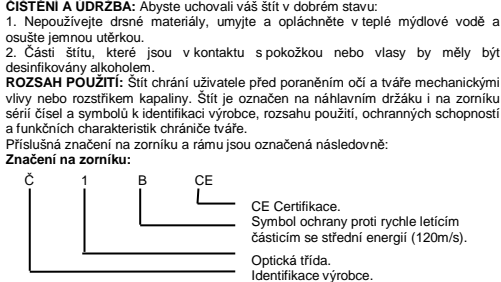 ČIŠTĚNÍ A ÚDRŽBA: Abyste uchovali váš štít v dobrém stavu:
1. Nepoužívejte drsné materiály, umyjte a opláchněte v teplé mýdlové vodě a
osušte jemnou utěrkou.
2. Části štítu, které jsou v kontaktu s pokožkou nebo vlasy by měly být
desinfikovány alkoholem.
ROZSAH POUŽITÍ: Štít chrání uživatele před poraněním očí a tváře mechanickými
vlivy nebo rozstřikem kapaliny. Štít je označen na náhlavním držáku i na zorníku
sérií čísel a symbolů k identifikaci výrobce, rozsahu použití, ochranných schopností
a funkčních charakteristik chrániče tváře.
Příslušná značení na zorníku a rámu jsou označená následovně:
Značení na zorníku:
Č 1 B CE
CE Certifikace.
Symbol ochrany proti rychle letícím
částicím se střední energií (120m/s).
Optická třída.
Identifikace výrobce.